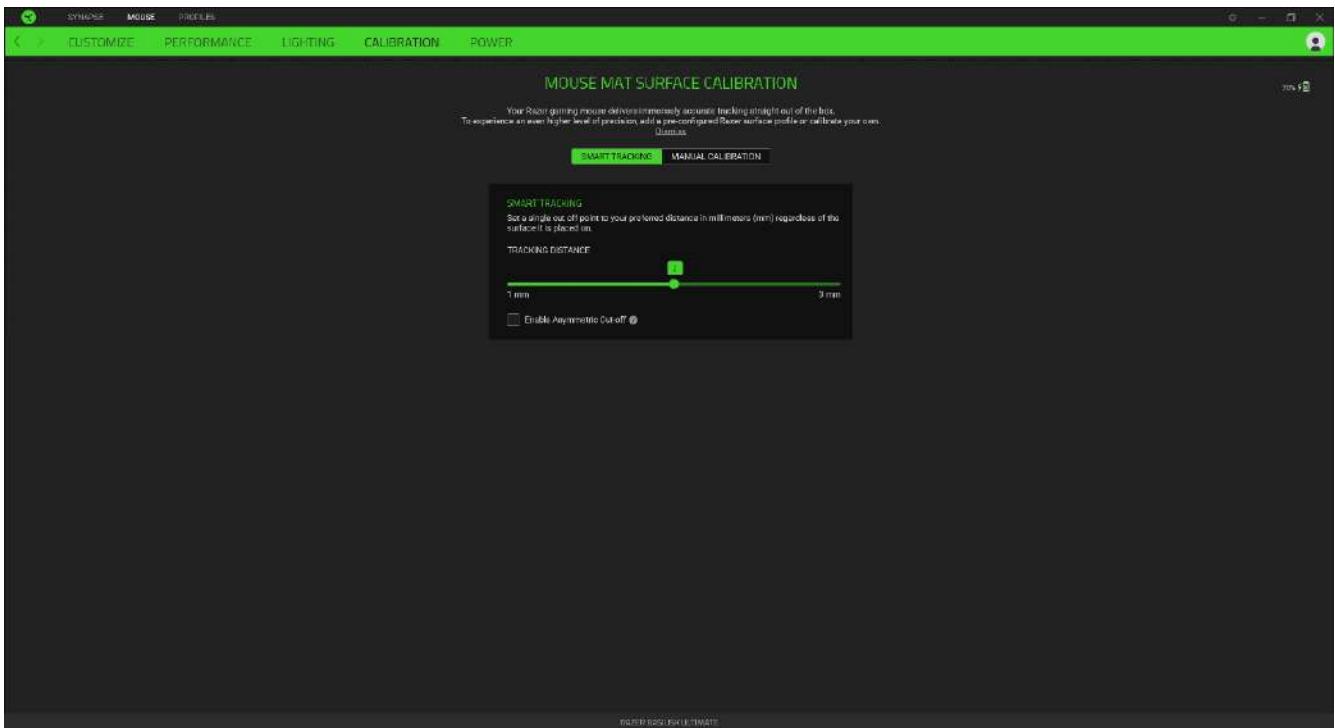 SYNAPSE MOUSE PROFILES
CUSTOMIZE PERFORMANCE LIGHTING CALIBRATION POWER
MOUSE MAT SURFACE CALIBRATION
70%
Your Razer gaming mouse delivers immensely accurate tracking straight out of the box.
To experience an even higher level of precision, add a pre-configured Razer surface profile or calibrate your own.
Dismiss
SMART TRACKING MANUAL CALIBRATION
SMART TRACKING
Set a single cut off point to your preferred distance in millimeters (mm) regardless of the
surface it is placed on.
TRACKING DISTANCE
2
1 mm 3 mm
Enable Asymmetric Cut-off
RAZER BASILISK ULTIMATE